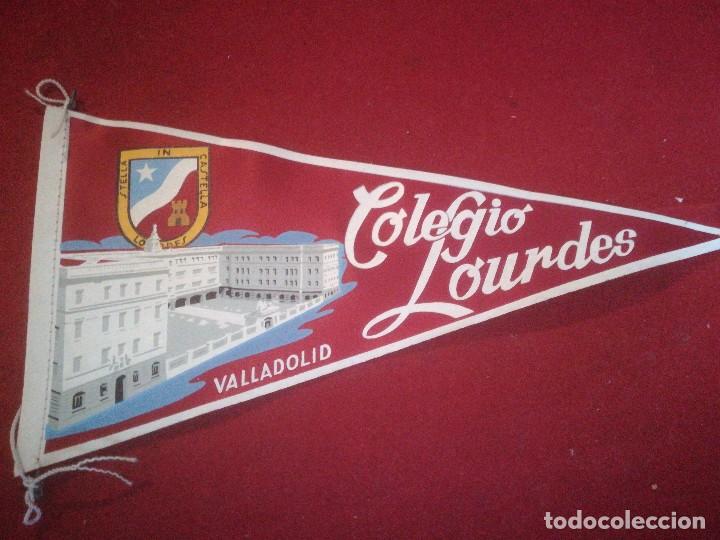 STELLA IN CASTELLA
LOURDES
Colegio
Lourdes
VALLADOLID
todocoleccion